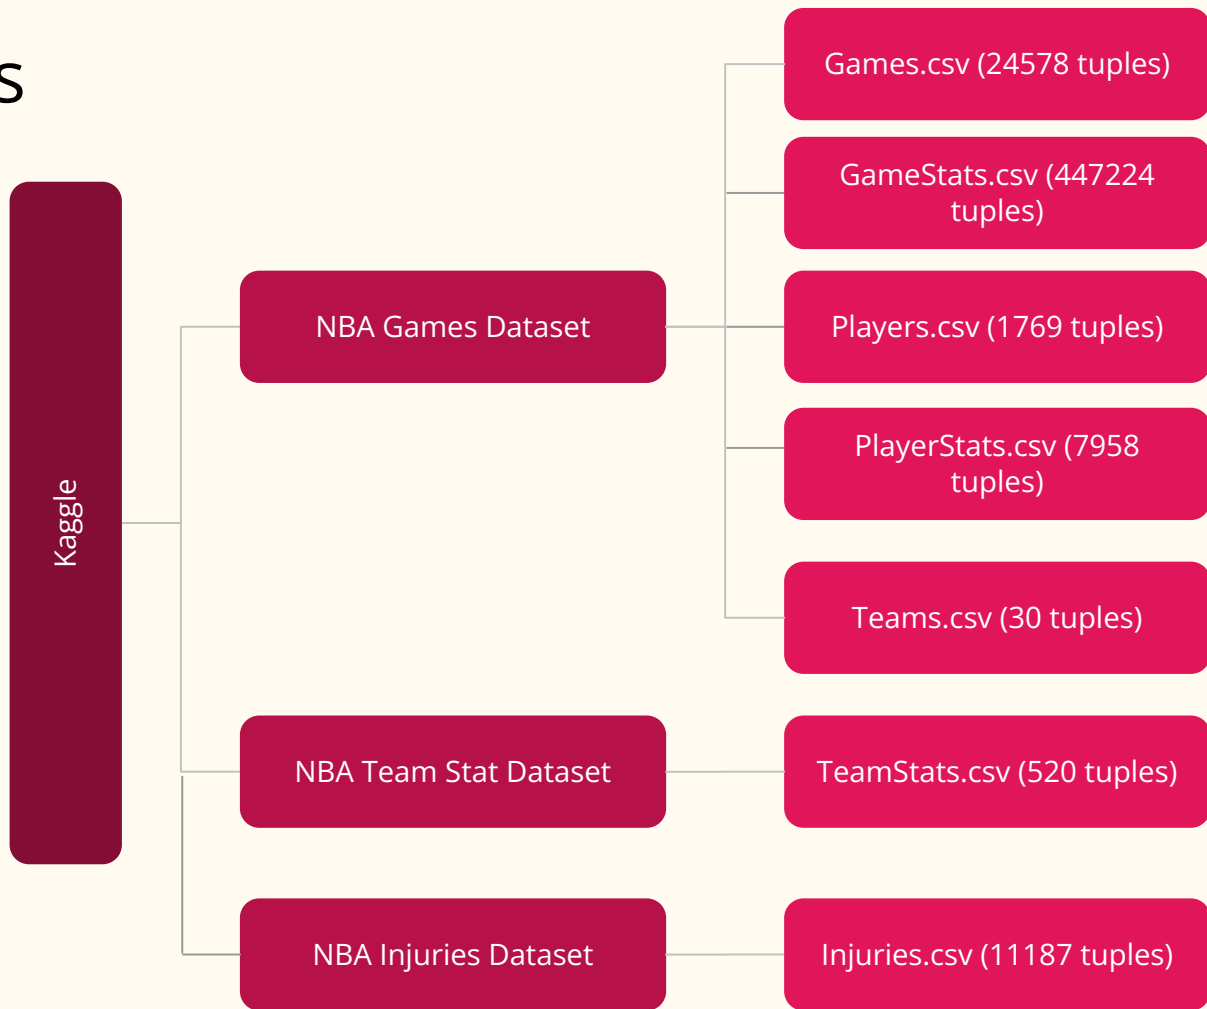 s
Games.csv (24578 tuples)
GameStats.csv (447224
tuples)
NBA Games Dataset
Players.csv (1769 tuples)
PlayerStats.csv (7958
tuples)
Kaggle
Teams.csv (30 tuples)
NBA Team Stat Dataset
TeamStats.csv (520 tuples)
NBA Injuries Dataset
Injuries.csv (11187 tuples)